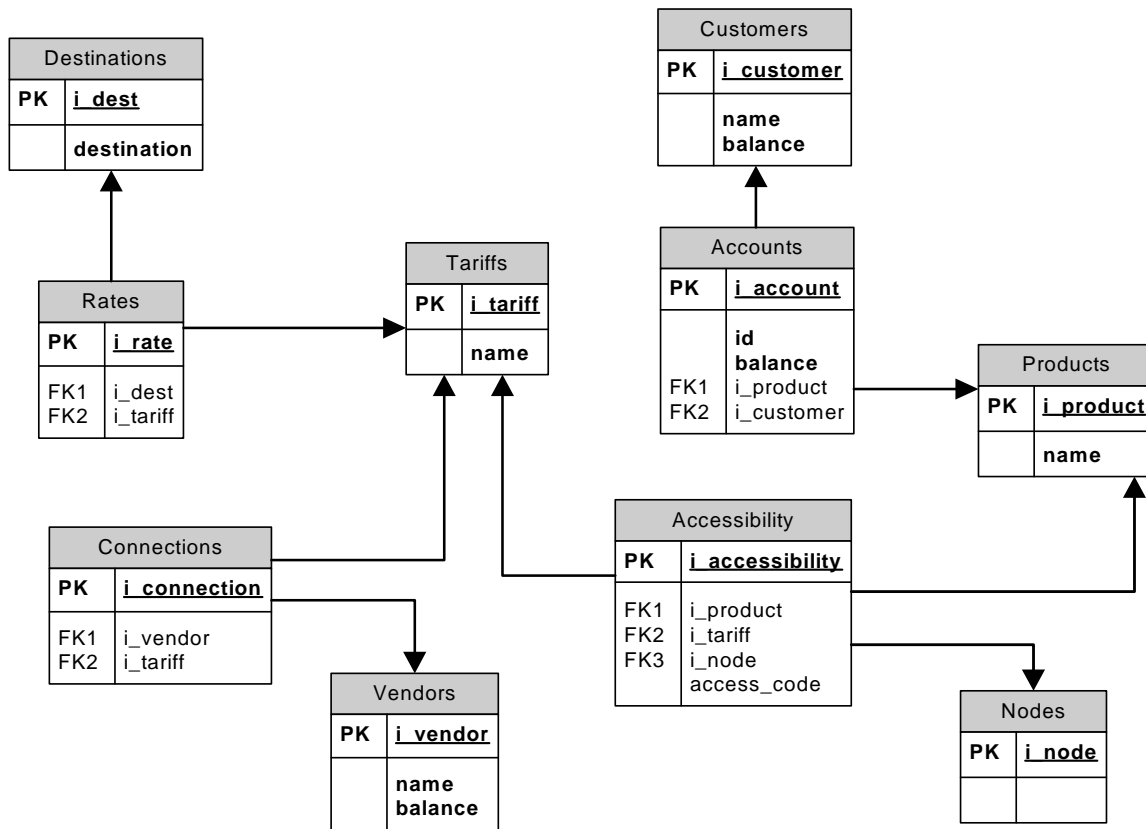 Destinations
PK i_dest
destination
Customers
PK i_customer
name
balance
Rates
PK i_rate
FK1 i_dest
FK2 i_tariff
Tariffs
PK i_tariff
name
Accounts
PK i_account
id
balance
FK1 i_product
FK2 i_customer
Products
PK i_product
name
Connections
PK i_connection
FK1 i_vendor
FK2 i_tariff
Accessibility
PK i_accessibility
FK1 i_product
FK2 i_tariff
FK3 i_node
access_code
Vendors
PK i_vendor
name
balance
Nodes
PK i_node